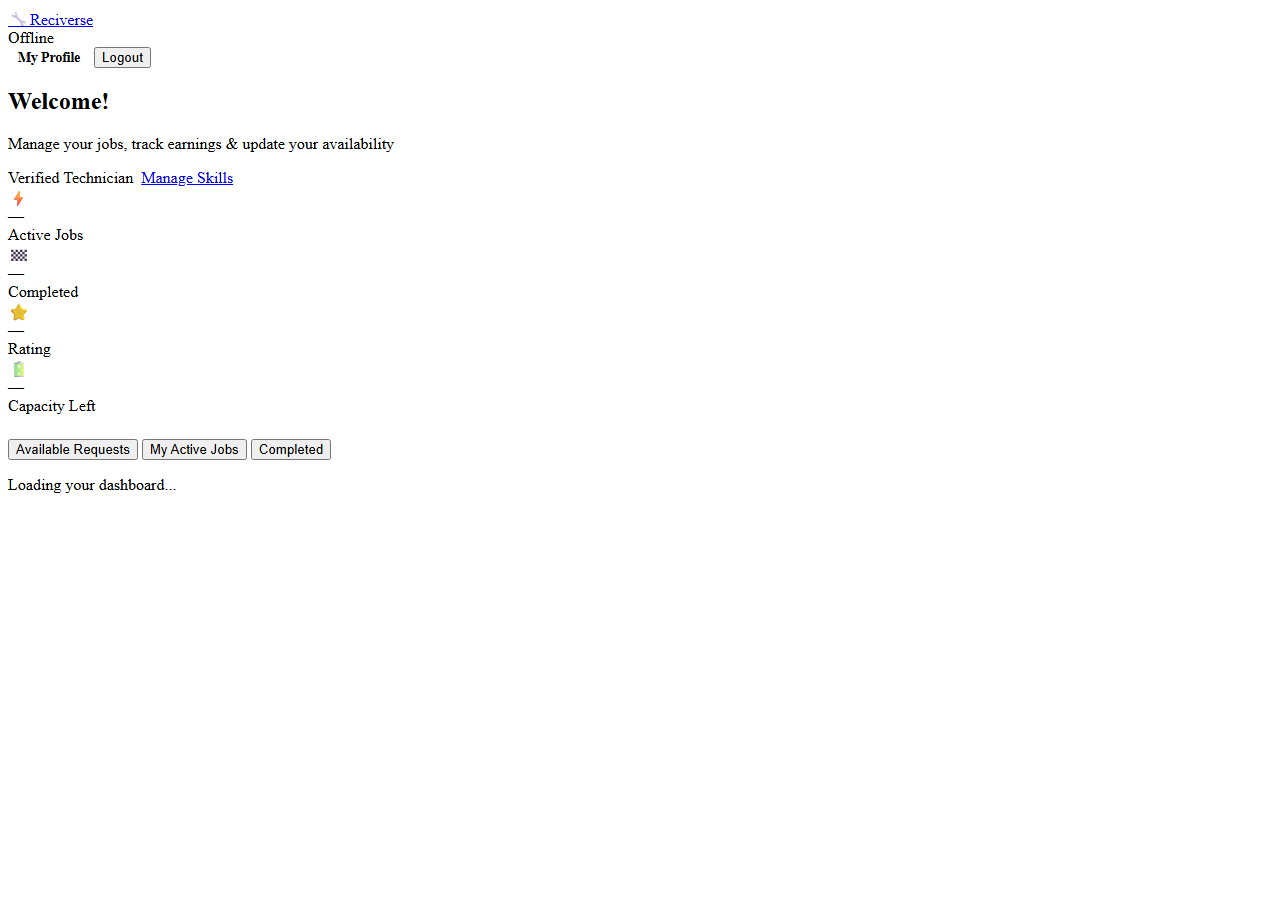 🔧 Reciverse
Offline
My Profile Logout
Welcome!
Manage your jobs, track earnings & update your availability
Verified Technician Manage Skills
⚡
—
Active Jobs
🏁
—
Completed
⭐
—
Rating
🔋
—
Capacity Left
Available Requests My Active Jobs Completed
Loading your dashboard...